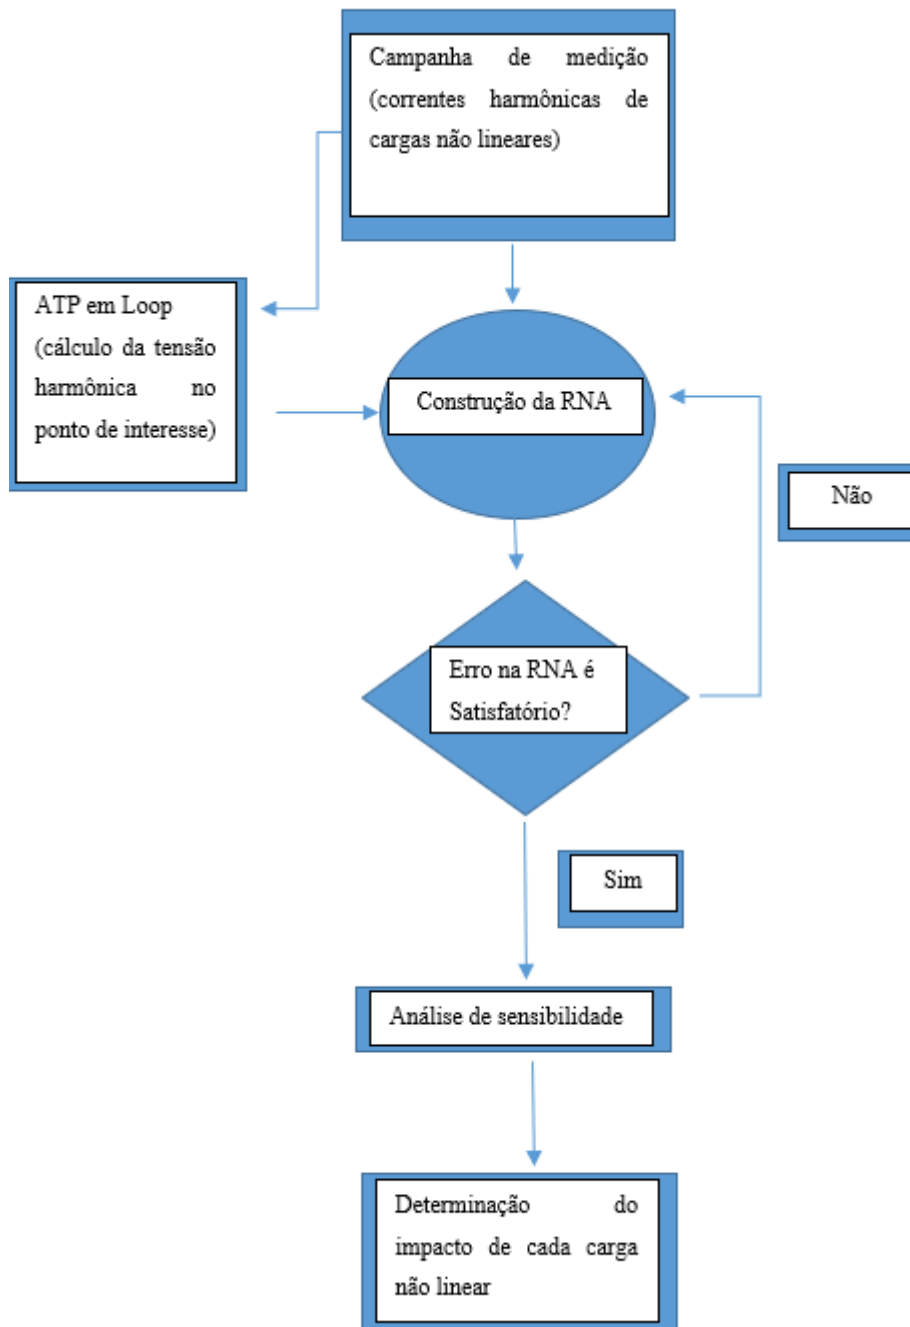 Campanha de medição
(correntes harmônicas de
cargas não lineares)
ATP em Loop
(cálculo da tensão
harmônica no
ponto de interesse)
Construção da RNA
Não
Erro na RNA é
Satisfatório?
Sim
Análise de sensibilidade
Determinação do
impacto de cada carga
não linear